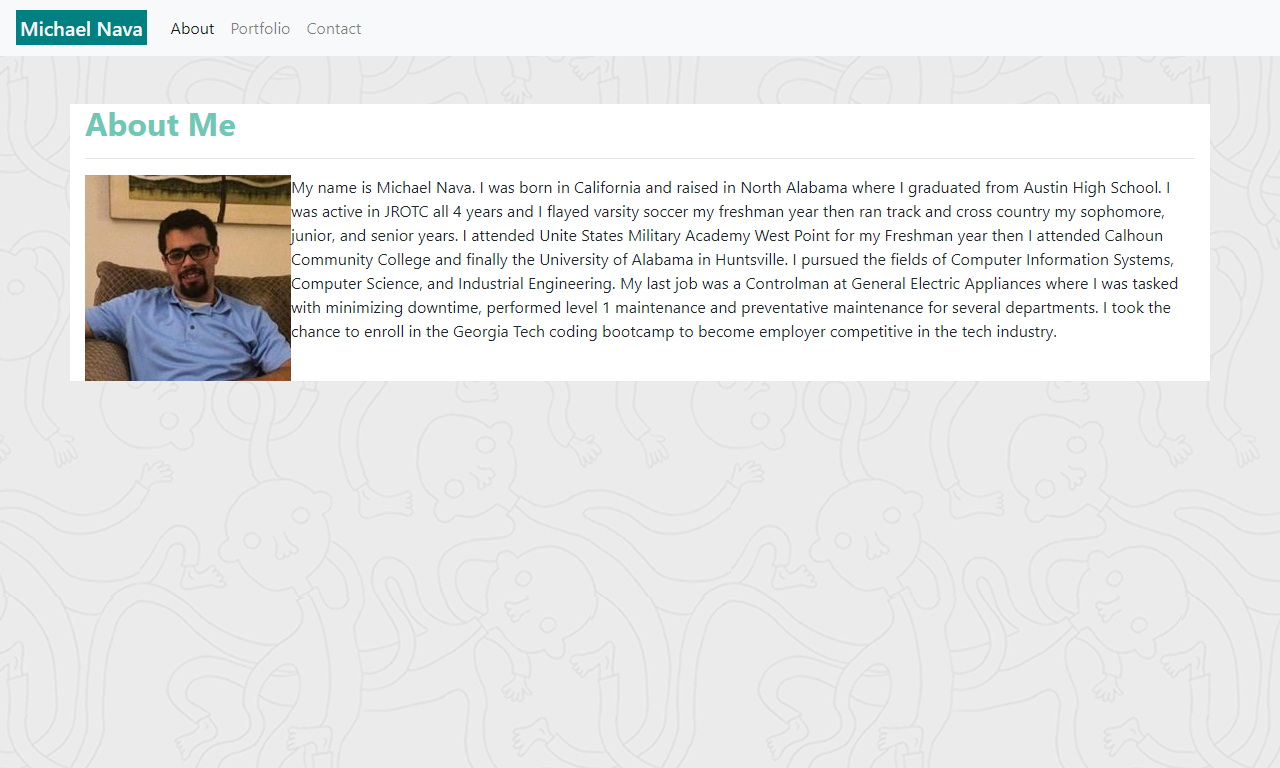 Michael Nava About Portfolio Contact
About Me
My name is Michael Nava. I was born in California and raised in North Alabama where I graduated from Austin High School. I
was active in JROTC all 4 years and I flayed varsity soccer my freshman year then ran track and cross country my sophomore,
junior, and senior years. I attended Unite States Military Academy West Point for my Freshman year then I attended Calhoun
Community College and finally the University of Alabama in Huntsville. I pursued the fields of Computer Information Systems,
Computer Science, and Industrial Engineering. My last job was a Controlman at General Electric Appliances where I was tasked
with minimizing downtime, performed level 1 maintenance and preventative maintenance for several departments. I took the
chance to enroll in the Georgia Tech coding bootcamp to become employer competitive in the tech industry.